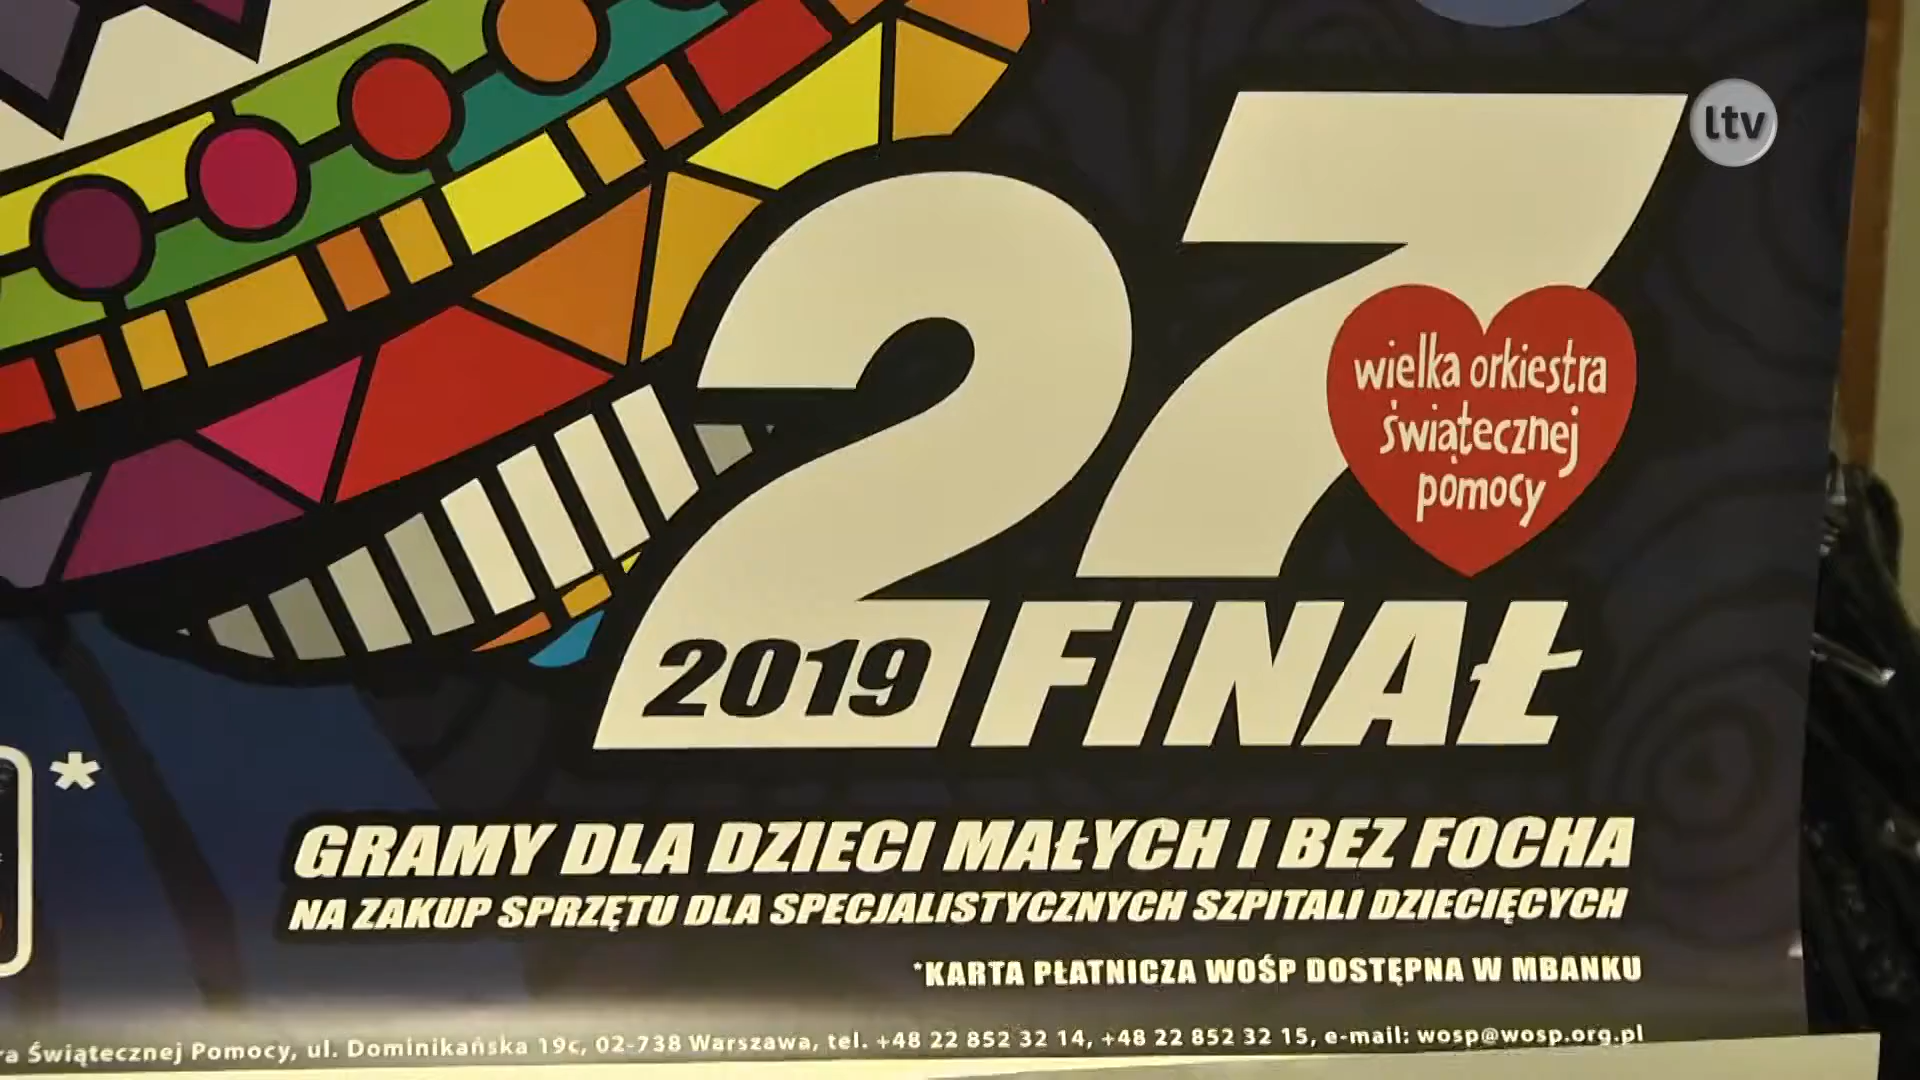 ltv
27
wielka orkiestra
świątecznej
pomocy
2019 FINAŁ
*
GRAMY DLA DZIECI MAŁYCH I BEZ FOCHA
NA ZAKUP SPRZĘTU DLA SPECJALISTYCZNYCH SZPITALI DZIECIĘCYCH
*KARTA PŁATNICZA WOŚP DOSTĘPNA W MBANKU
Świątecznej Pomocy, ul. Dominikańska 19c, 02-738 Warszawa, tel. +48 22 852 32 14, +48 22 852 32 15, e-mail: wosp@wosp.org.pl